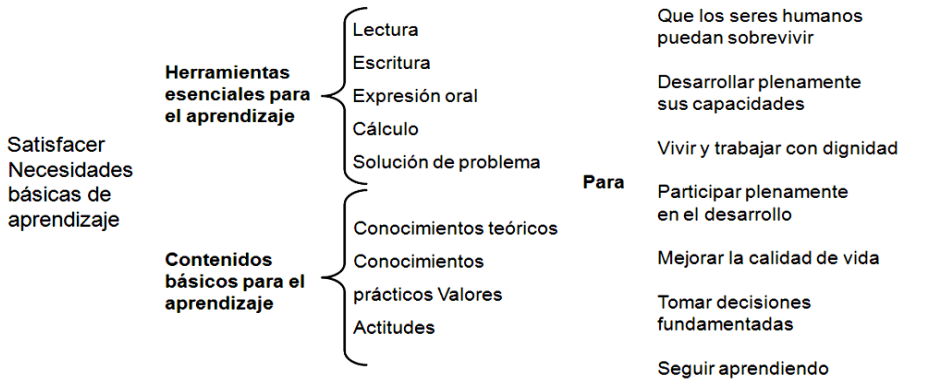 Satisfacer
Necesidades
básicas de
aprendizaje
Herramientas
esenciales para
el aprendizaje
Lectura
Escritura
Expresión oral
Cálculo
Solución de problema
Contenidos
básicos para el
aprendizaje
Conocimientos teóricos
Conocimientos
prácticos Valores
Actitudes
Para
Que los seres humanos
puedan sobrevivir
Desarrollar plenamente
sus capacidades
Vivir y trabajar con dignidad
Participar plenamente
en el desarrollo
Mejorar la calidad de vida
Tomar decisiones
fundamentadas
Seguir aprendiendo